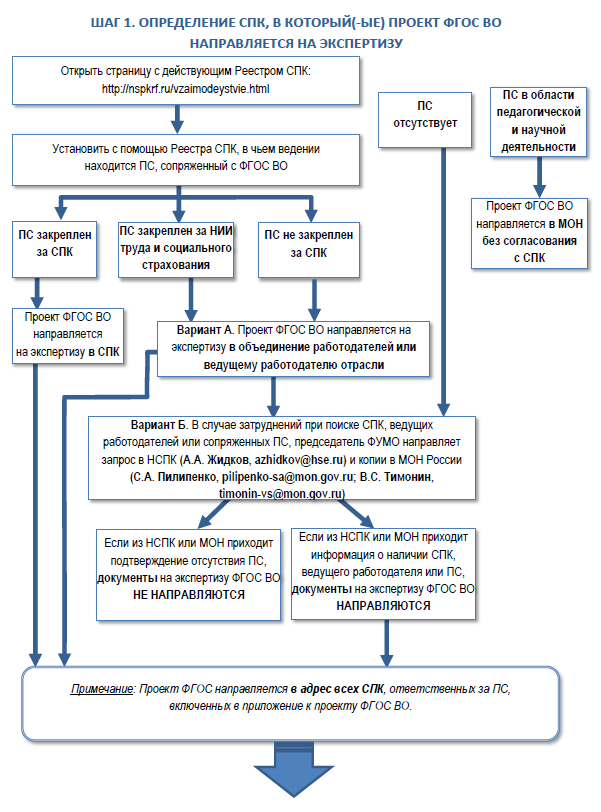 ШАГ 1. ОПРЕДЕЛЕНИЕ СПК, В КОТОРЫЙ(-ЫЕ) ПРОЕКТ ФГОС ВО
НАПРАВЛЯЕТСЯ НА ЭКСПЕРТИЗУ
Открыть страницу с действующим Реестром СПК:
http://nspkrf.ru/vzaimodeystvie.html
ПС
отсутствует
ПС в области
педагогической
и научной
деятельности
Установить с помощью Реестра СПК, в чьем ведении
находится ПС, сопряженный с ФГОС ВО
Проект ФГОС ВО
направляется в МОН
без согласования
с СПК
ПС закреплен
за СПК
ПС закреплен за НИИ
труда и социального
страхования
ПС не закреплен
за СПК
Проект ФГОС ВО
направляется
на экспертизу в СПК
Вариант А. Проект ФГОС ВО направляется на
экспертизу в объединение работодателей или
ведущему работодателю отрасли
Вариант Б. В случае затруднений при поиске СПК, ведущих
работодателей или сопряженных ПС, председатель ФУМО направляет
запрос в НСПК (А.А. Жидков, azhidkov@hse.ru) и копии в МОН России
(С.А. Пилипенко, pilipenko-sa@mon.gov.ru; В.С. Тимонин,
timonin-vs@mon.gov.ru)
Если из НСПК или МОН приходит
подтверждение отсутствия ПС,
документы на экспертизу ФГОС ВО
НЕ НАПРАВЛЯЮТСЯ
Если из НСПК или МОН приходит
информация о наличии СПК,
ведущего работодателя или ПС,
документы на экспертизу ФГОС ВО
НАПРАВЛЯЮТСЯ
Примечание: Проект ФГОС направляется в адрес всех СПК, ответственных за ПС,
включенных в приложение к проекту ФГОС ВО.